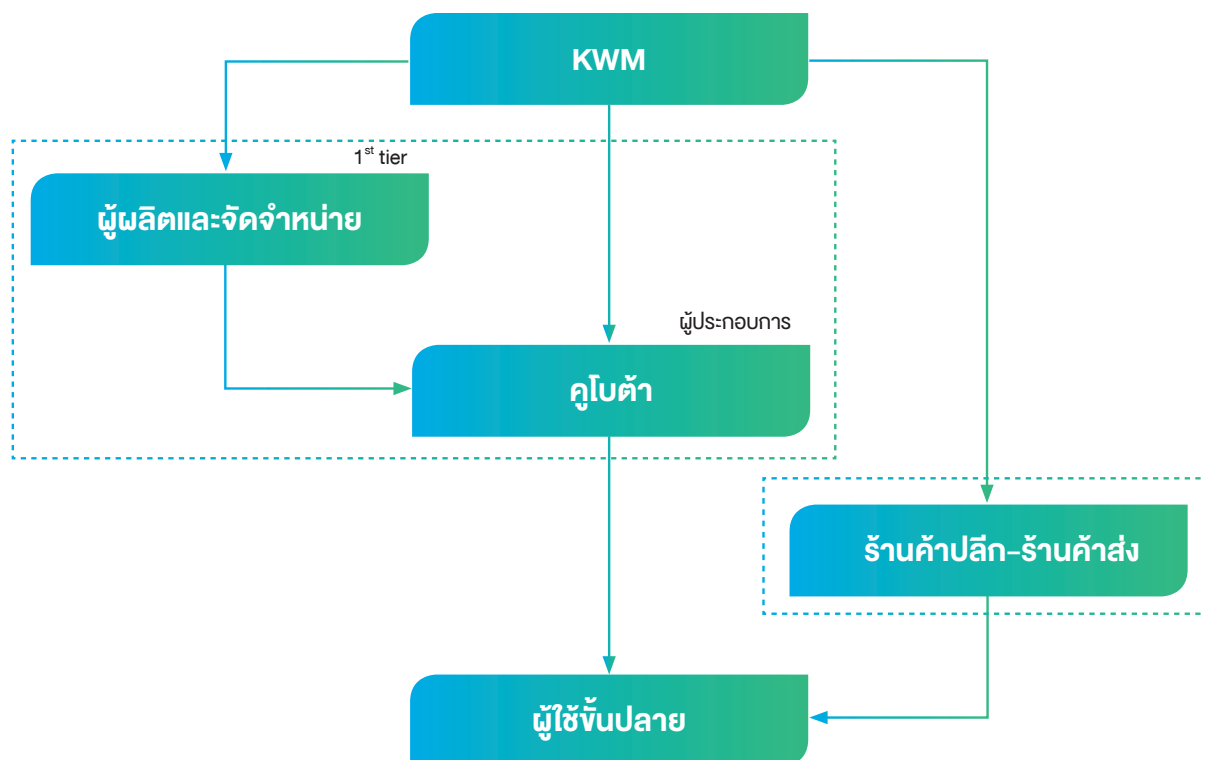 KWM
1st tier
ผู้ผลิตและจัดจำหน่าย
ผู้ประกอบการ
คูโบต้า
ร้านค้าปลีก-ร้านค้าส่ง
ผู้ใช้ขั้นปลาย